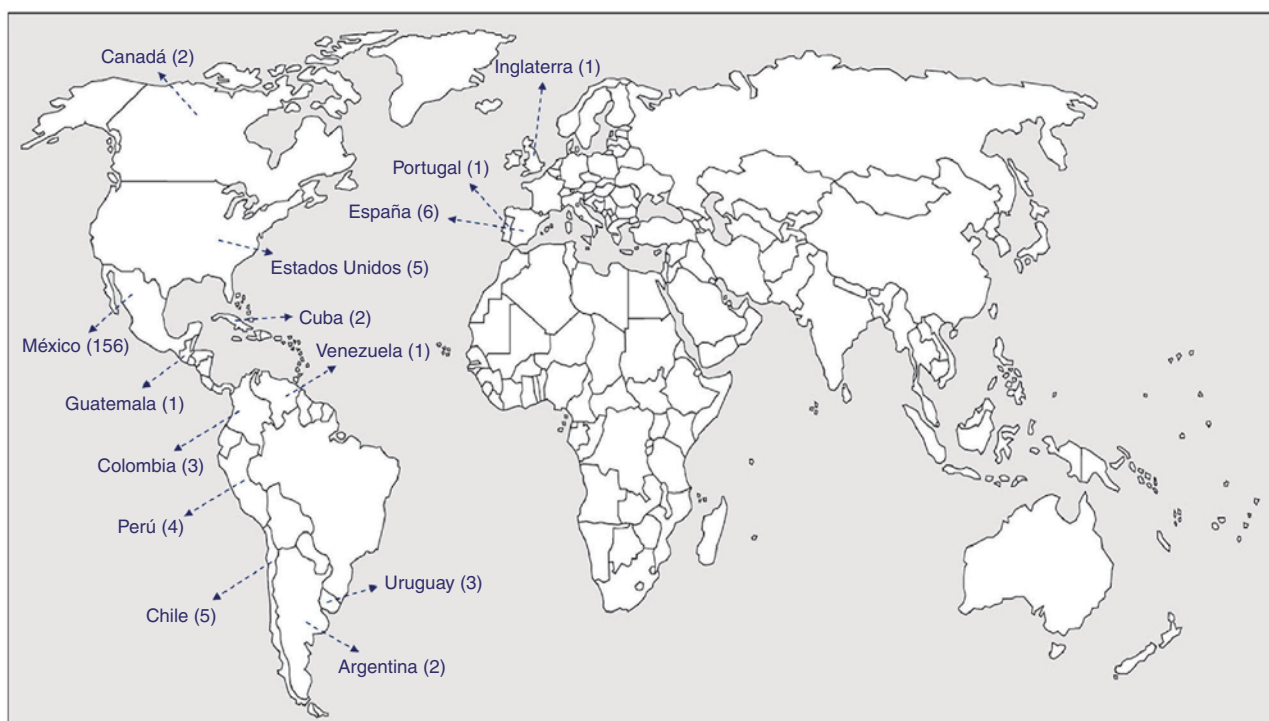 Canadá (2)
Inglaterra (1)
Portugal (1)
España (6)
Estados Unidos (5)
Cuba (2)
México (156)
Venezuela (1)
Guatemala (1)
Colombia (3)
Perú (4)
Uruguay (3)
Chile (5)
Argentina (2)